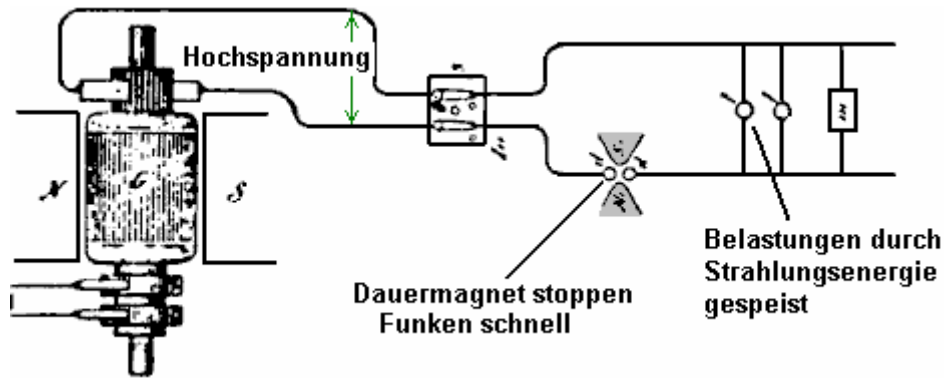 Hochspannung
N
G
S
Dauermagnet stoppen
Funken schnell
Belastungen durch
Strahlungsenergie
gespeist